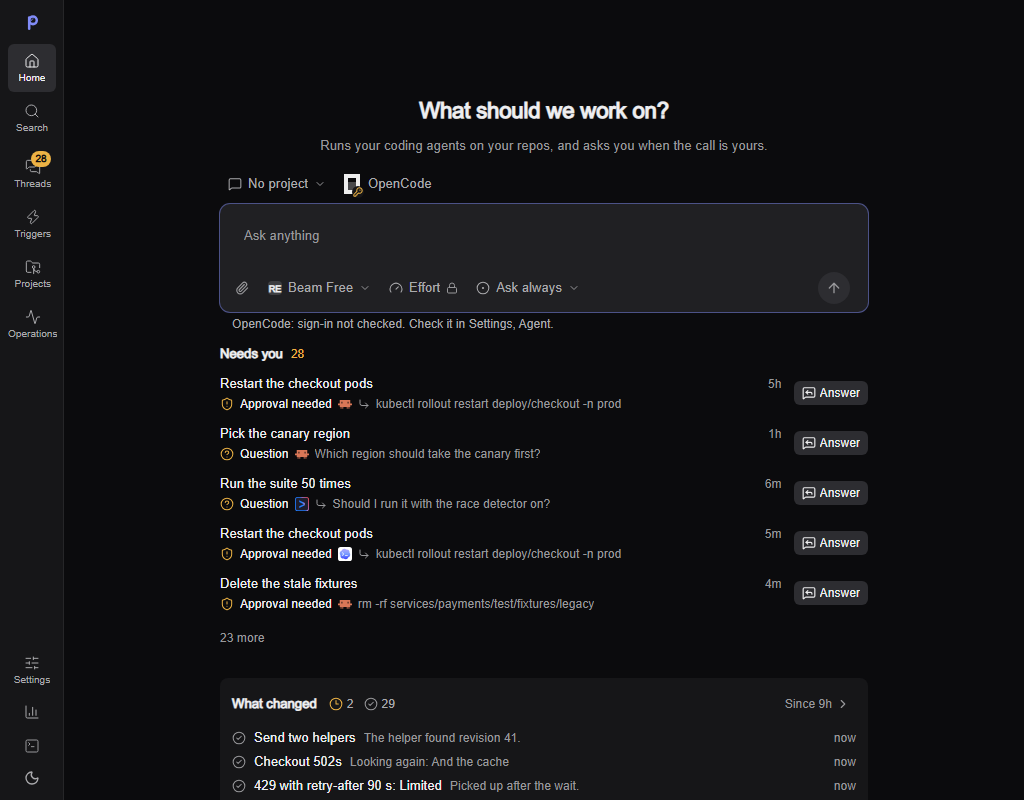 Home
Search
28
Threads
Triggers
Projects
Operations
Settings
What should we work on?
Runs your coding agents on your repos, and asks you when the call is yours.
No project OpenCode
Ask anything
RE Beam Free Effort Ask always
OpenCode: sign-in not checked. Check it in Settings, Agent.
Needs you 28
Restart the checkout pods 5h
Approval needed kubectl rollout restart deploy/checkout -n prod
Answer
Pick the canary region 1h
Question Which region should take the canary first?
Answer
Run the suite 50 times 6m
Question Should I run it with the race detector on?
Answer
Restart the checkout pods 5m
Approval needed kubectl rollout restart deploy/checkout -n prod
Answer
Delete the stale fixtures 4m
Approval needed rm -rf services/payments/test/fixtures/legacy
Answer
23 more
What changed 2 29 Since 9h
Send two helpers The helper found revision 41. now
Checkout 502s Looking again: And the cache now
429 with retry-after 90 s: Limited Picked up after the wait. now